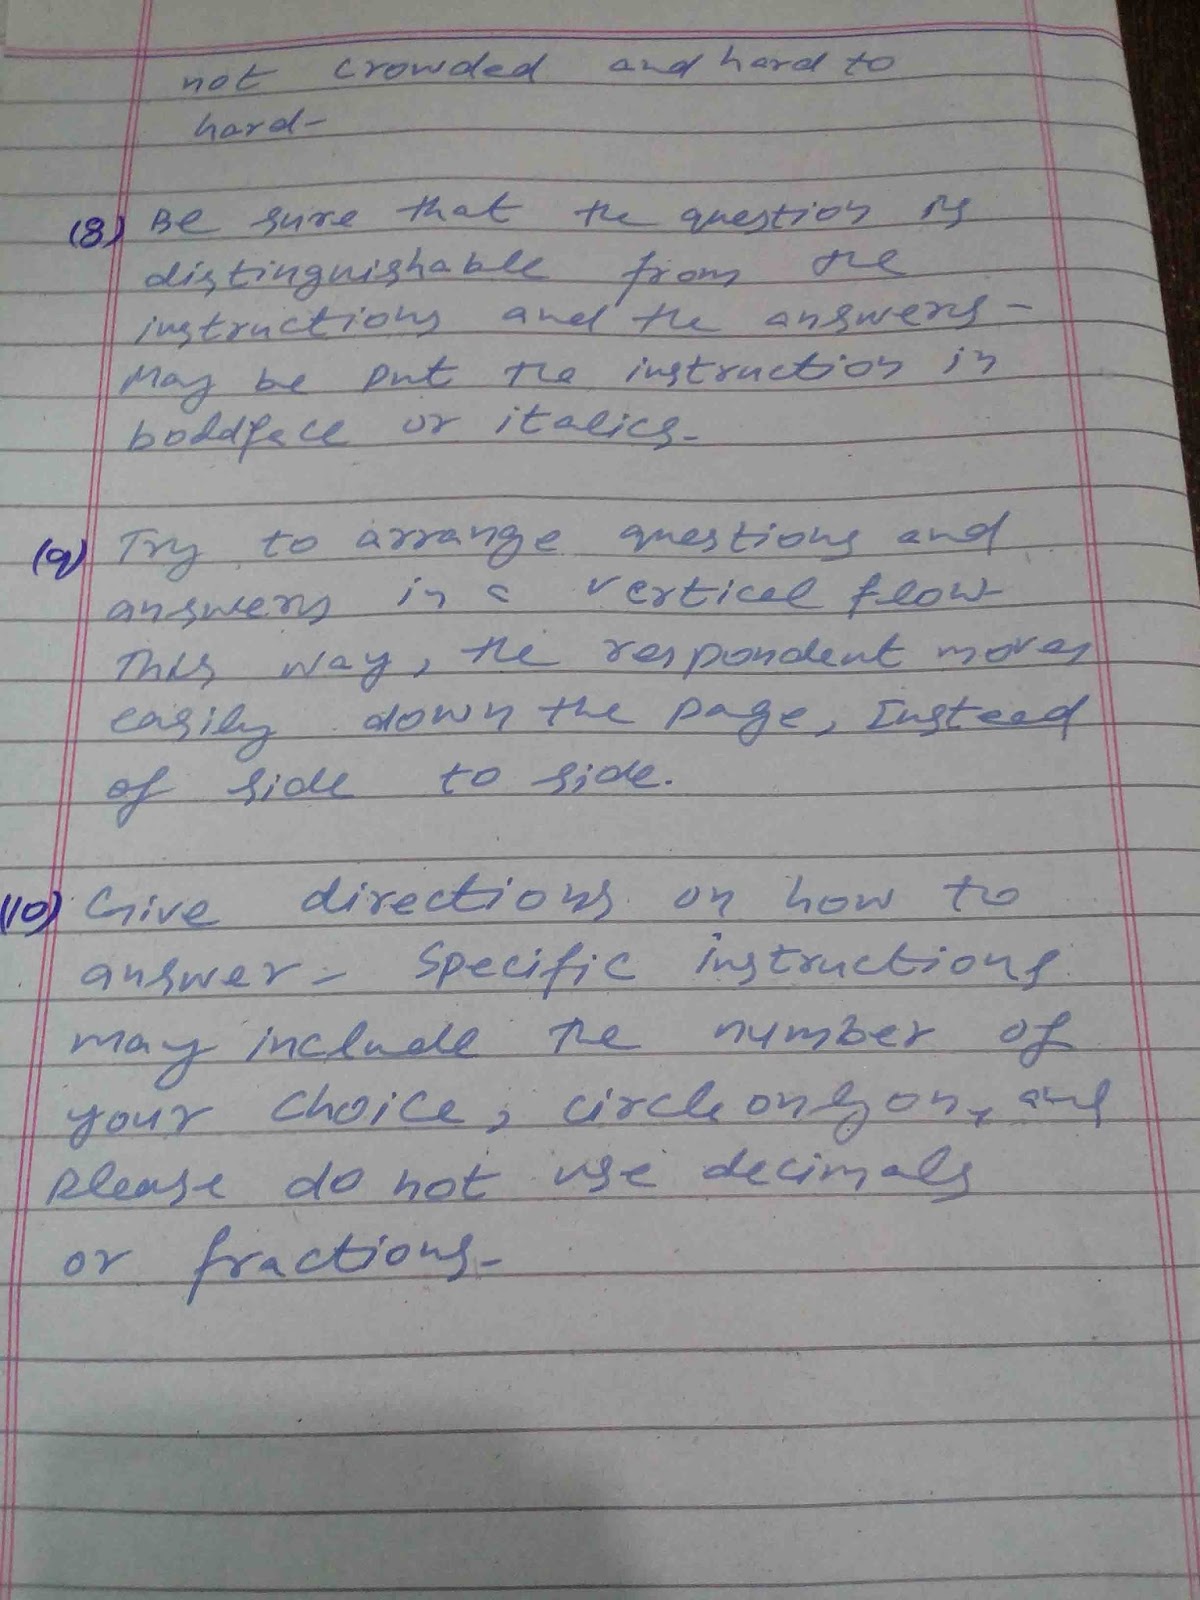 not crowded and hard to
hard-
(8) Be sure that the question is
distinguishable from the
instructions and the answers-
May be put the instruction in
boldface or italics-
(9) Try to arrange questions and
answers in a vertical flow
This way, the respondent moves
easily down the page, Instead
of side to side.
(10) Give directions on how to
answer- Specific instructions
may include the number of
your choice, circle only on, and
please do not use decimals
or fractions-